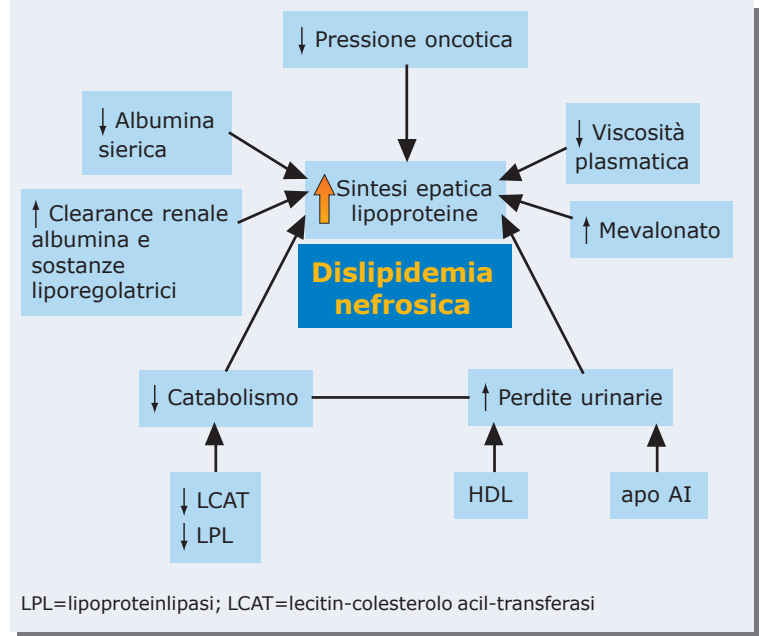 ↓ Pressione oncotica
↓ Albumina
sierica
↓ Viscosità
plasmatica
Sintesi epatica
lipoproteine
↑ Clearance renale
albumina e
sostanze
liporegolatrici
↑ Mevalonato
Dislipidemia
nefrosica
↓ Catabolismo
↑ Perdite urinarie
↓ LCAT
↓ LPL
HDL
apo AI
LPL=lipoproteinlipasi; LCAT=lecitin-colesterolo acil-transferasi